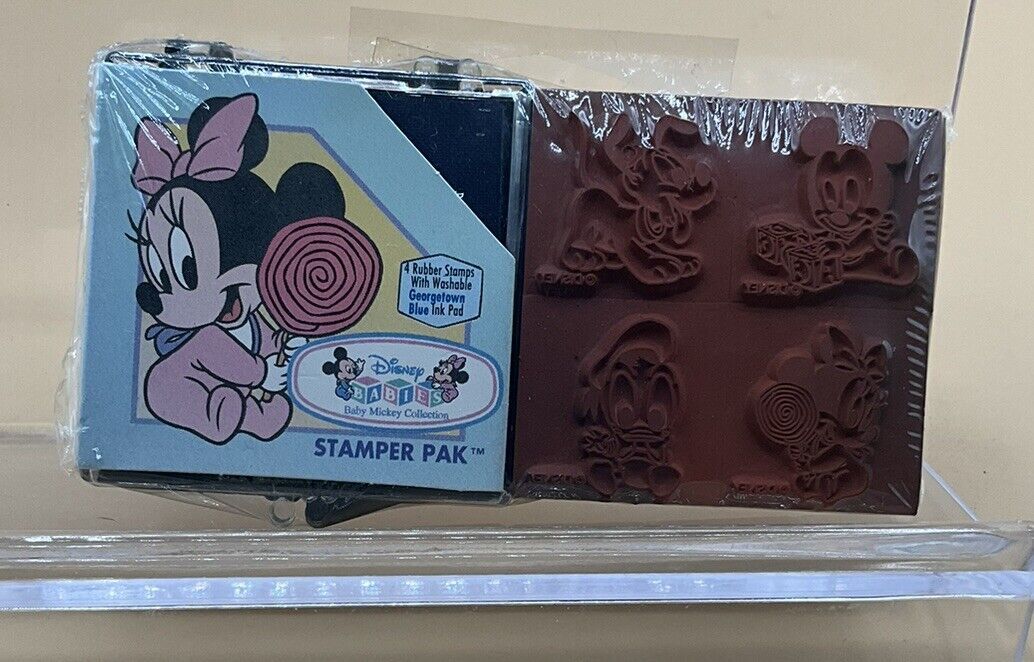 4 Rubber Stamps
With Washable
Georgetown
Blue Ink Pad
Disney
BABIES
Baby Mickey Collection
STAMPER PAK™